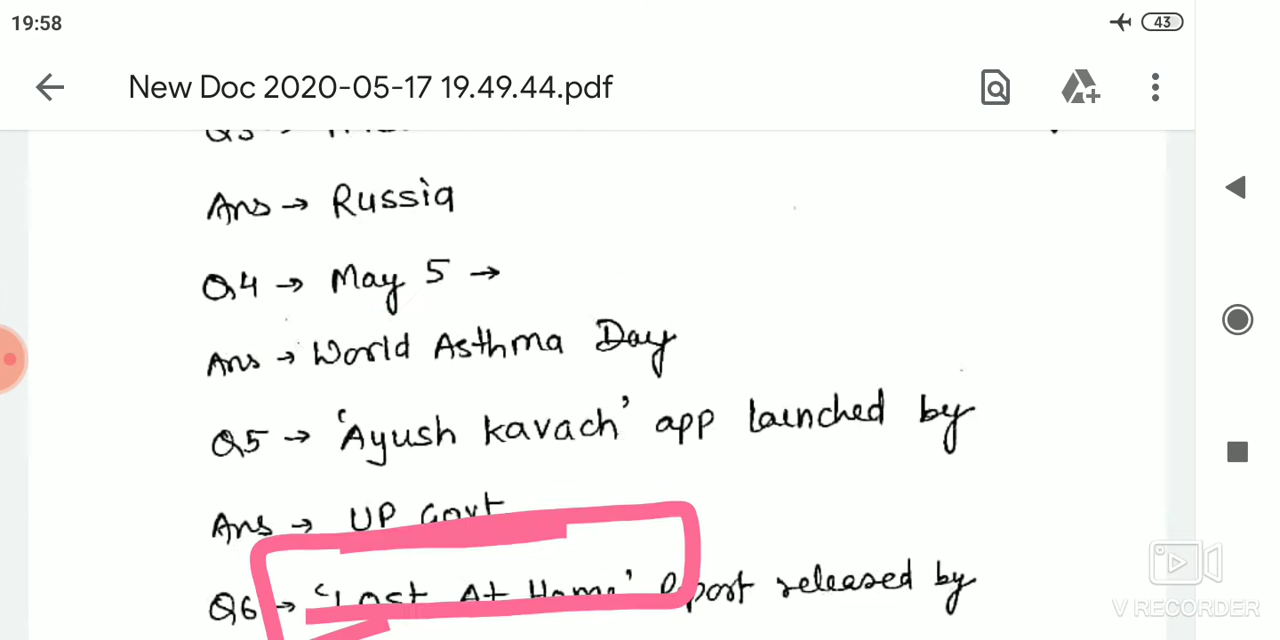 19:58
43
New Doc 2020-05-17 19.49.44.pdf
Q3 →
Ans → Russia
Q4 → May 5 →
Ans → World Asthma Day
Q5 → 'Ayush Kavach' app launched by
Ans → UP Govt
Q6 → 'Lost At Home' Report released by
V RECORDER